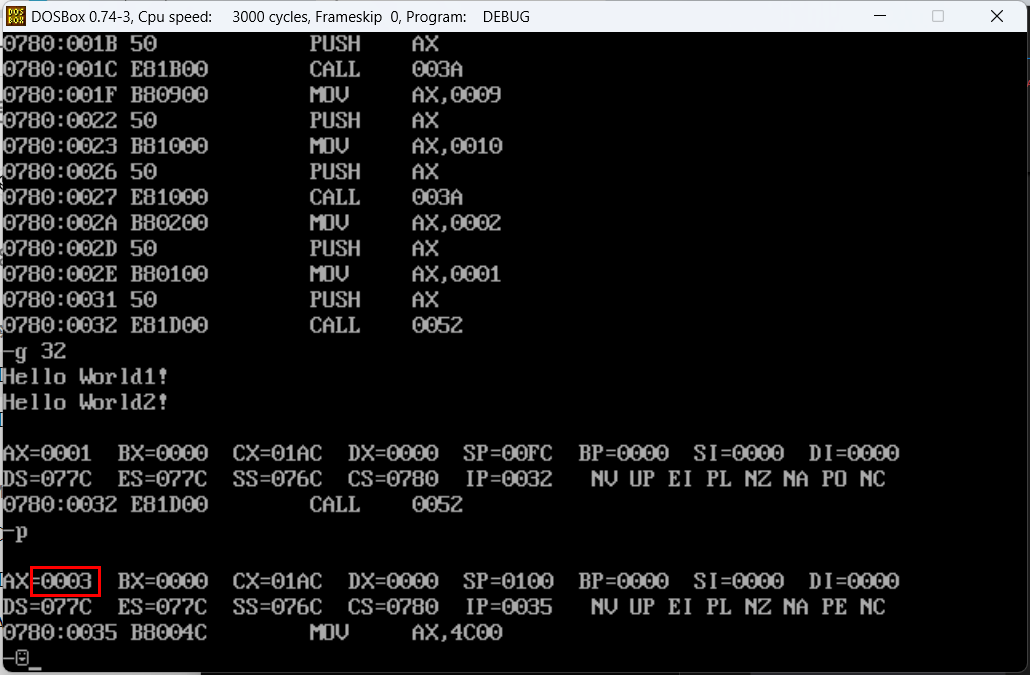 DOSBox 0.74-3, Cpu speed: 3000 cycles, Frameskip 0, Program: DEBUG
0780:001B 50 PUSH AX
0780:001C E81B00 CALL 003A
0780:001F B80900 MOV AX,0009
0780:0022 50 PUSH AX
0780:0023 B81000 MOV AX,0010
0780:0026 50 PUSH AX
0780:0027 E81000 CALL 003A
0780:002A B80200 MOV AX,0002
0780:002D 50 PUSH AX
0780:002E B80100 MOV AX,0001
0780:0031 50 PUSH AX
0780:0032 E81D00 CALL 0052
-g 32
Hello World1!
Hello World2!
AX=0001 BX=0000 CX=01AC DX=0000 SP=00FC BP=0000 SI=0000 DI=0000
DS=077C ES=077C SS=076C CS=0780 IP=0032 NV UP EI PL NZ NA PO NC
0780:0032 E81D00 CALL 0052
-p
AX=0003 BX=0000 CX=01AC DX=0000 SP=0100 BP=0000 SI=0000 DI=0000
DS=077C ES=077C SS=076C CS=0780 IP=0035 NV UP EI PL NZ NA PE NC
0780:0035 B8004C MOV AX,4C00
-☺_